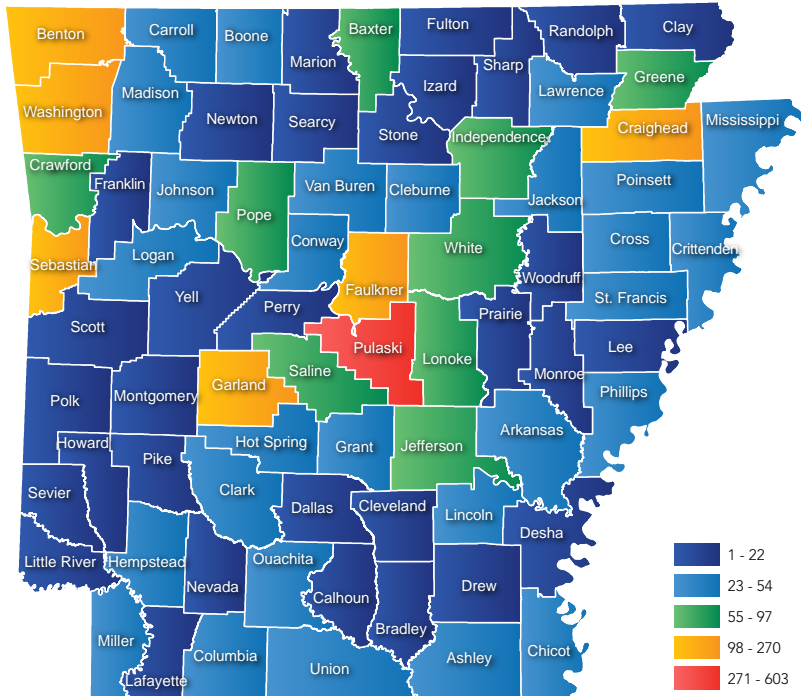 Benton
Carroll
Boone
Marion
Baxter
Fulton
Randolph
Clay
Sharp
Izard
Greene
Madison
Lawrence
Washington
Newton
Searcy
Stone
Craighead
Mississippi
Independence
Crawford
Franklin
Johnson
Pope
Van Buren
Cleburne
Jackson
Poinsett
Conway
White
Cross
Crittenden
Sebastian
Logan
Woodruff
Yell
Faulkner
St. Francis
Perry
Prairie
Scott
Pulaski
Lonoke
Lee
Saline
Monroe
Garland
Phillips
Polk
Montgomery
Arkansas
Howard
Hot Spring
Grant
Jefferson
Pike
Sevier
Clark
Dallas
Cleveland
Lincoln
Desha
Little River
Hempstead
Ouachita
Nevada
Calhoun
Drew
Bradley
Miller
Lafayette
Columbia
Union
Ashley
Chicot
1 - 22
23 - 54
55 - 97
98 - 270
271 - 603